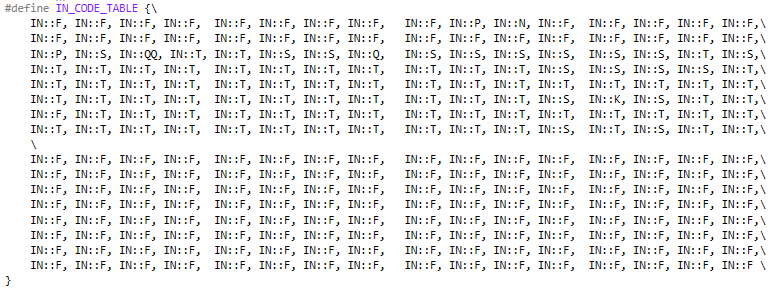 #define IN_CODE_TABLE {\
IN::F, IN::F, IN::F, IN::F, IN::F, IN::F, IN::F, IN::F, IN::F, IN::P, IN::N, IN::F, IN::F, IN::F, IN::F, IN::F,\
IN::F, IN::F, IN::F, IN::F, IN::F, IN::F, IN::F, IN::F, IN::F, IN::F, IN::F, IN::F, IN::F, IN::F, IN::F, IN::F,\
IN::P, IN::S, IN::QQ, IN::T, IN::T, IN::S, IN::S, IN::Q, IN::S, IN::S, IN::S, IN::S, IN::S, IN::S, IN::T, IN::S,\
IN::T, IN::T, IN::T, IN::T, IN::T, IN::T, IN::T, IN::T, IN::T, IN::T, IN::T, IN::S, IN::S, IN::S, IN::S, IN::T,\
IN::T, IN::T, IN::T, IN::T, IN::T, IN::T, IN::T, IN::T, IN::T, IN::T, IN::T, IN::T, IN::T, IN::T, IN::T, IN::T,\
IN::T, IN::T, IN::T, IN::T, IN::T, IN::T, IN::T, IN::T, IN::T, IN::T, IN::T, IN::S, IN::K, IN::S, IN::T, IN::T,\
IN::F, IN::T, IN::T, IN::T, IN::T, IN::T, IN::T, IN::T, IN::T, IN::T, IN::T, IN::T, IN::T, IN::T, IN::T, IN::T,\
IN::T, IN::T, IN::T, IN::T, IN::T, IN::T, IN::T, IN::T, IN::T, IN::T, IN::T, IN::S, IN::T, IN::S, IN::T, IN::T,\
\
IN::F, IN::F, IN::F, IN::F, IN::F, IN::F, IN::F, IN::F, IN::F, IN::F, IN::F, IN::F, IN::F, IN::F, IN::F, IN::F,\
IN::F, IN::F, IN::F, IN::F, IN::F, IN::F, IN::F, IN::F, IN::F, IN::F, IN::F, IN::F, IN::F, IN::F, IN::F, IN::F,\
IN::F, IN::F, IN::F, IN::F, IN::F, IN::F, IN::F, IN::F, IN::F, IN::F, IN::F, IN::F, IN::F, IN::F, IN::F, IN::F,\
IN::F, IN::F, IN::F, IN::F, IN::F, IN::F, IN::F, IN::F, IN::F, IN::F, IN::F, IN::F, IN::F, IN::F, IN::F, IN::F,\
IN::F, IN::F, IN::F, IN::F, IN::F, IN::F, IN::F, IN::F, IN::F, IN::F, IN::F, IN::F, IN::F, IN::F, IN::F, IN::F,\
IN::F, IN::F, IN::F, IN::F, IN::F, IN::F, IN::F, IN::F, IN::F, IN::F, IN::F, IN::F, IN::F, IN::F, IN::F, IN::F,\
IN::F, IN::F, IN::F, IN::F, IN::F, IN::F, IN::F, IN::F, IN::F, IN::F, IN::F, IN::F, IN::F, IN::F, IN::F, IN::F,\
IN::F, IN::F, IN::F, IN::F, IN::F, IN::F, IN::F, IN::F, IN::F, IN::F, IN::F, IN::F, IN::F, IN::F, IN::F, IN::F \
}